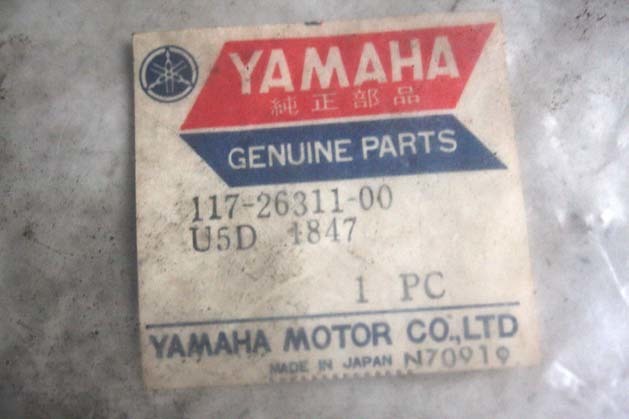 YAMAHA
純正部品
GENUINE PARTS
117-26311-00
U5D 1847
1 PC
YAMAHA MOTOR CO.,LTD
MADE IN JAPAN N70919